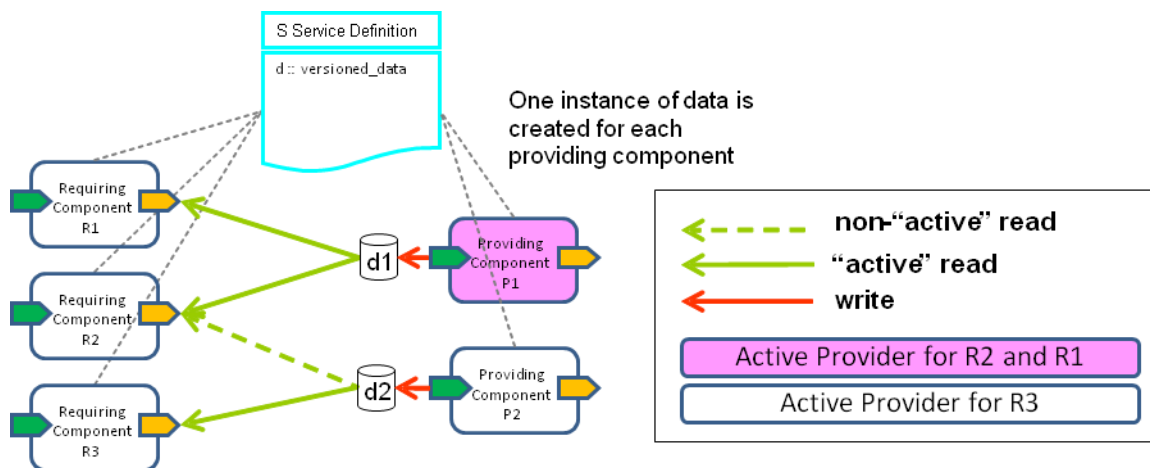 S Service Definition
d :: versioned_data
One instance of data is
created for each
providing component
Requiring
Component
R1
Requiring
Component
R2
Requiring
Component
R3
d1
d2
Providing
Component
P1
Providing
Component
P2
non-“active” read
“active” read
write
Active Provider for R2 and R1
Active Provider for R3